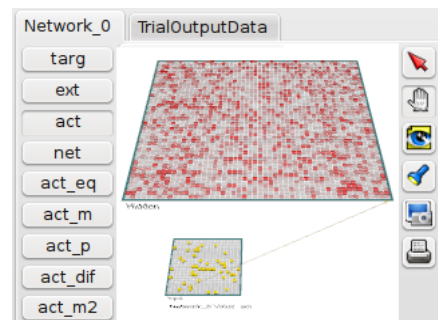 Network_0 TrialOutputData
targ
ext
act
net
act_eq
act_m
act_p
act_dif
act_m2
Hidden
Input